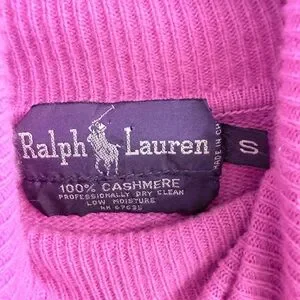 Ralph Lauren
S
MADE IN CH
100% CASHMERE
PROFESSIONALLY DRY CLEAN
LOW MOISTURE